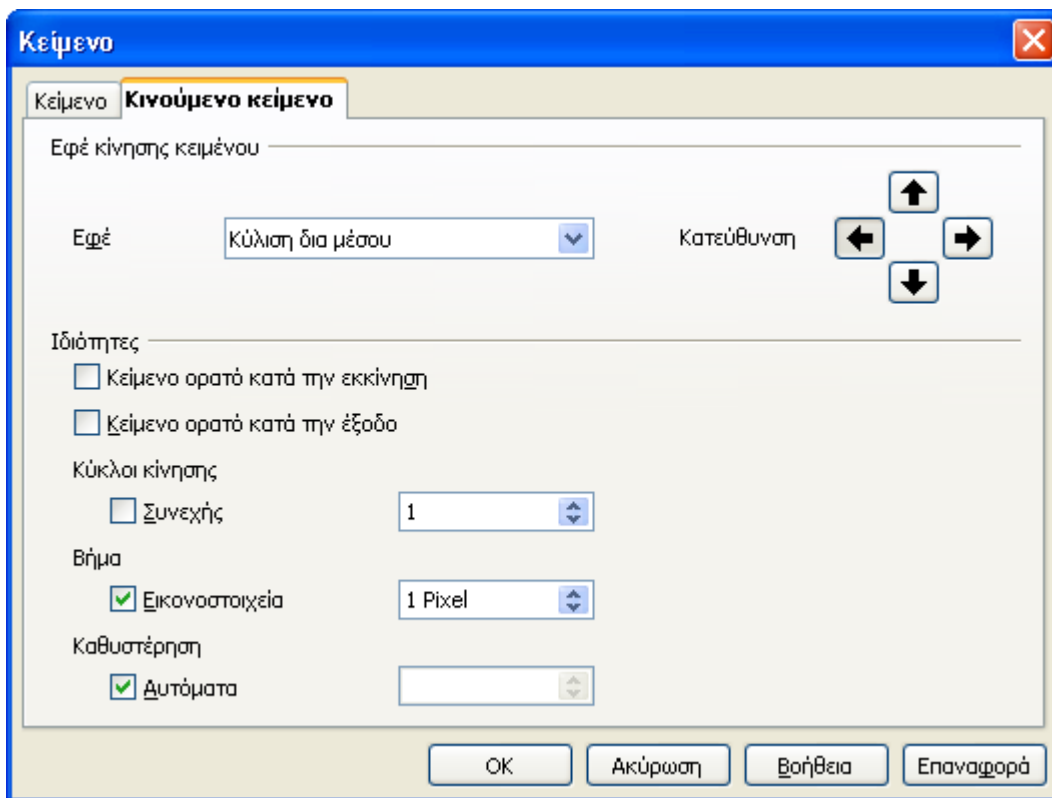 Κείμενο
Κείμενο Κινούμενο κείμενο
Εφέ κίνησης κειμένου
Εφέ Κύλιση δια μέσου Κατεύθυνση
Ιδιότητες
Κείμενο ορατό κατά την εκκίνηση
Κείμενο ορατό κατά την έξοδο
Κύκλοι κίνησης
Συνεχής 1
Βήμα
Εικονοστοιχεία 1 Pixel
Καθυστέρηση
Αυτόματα
OK Ακύρωση Βοήθεια Επαναφορά